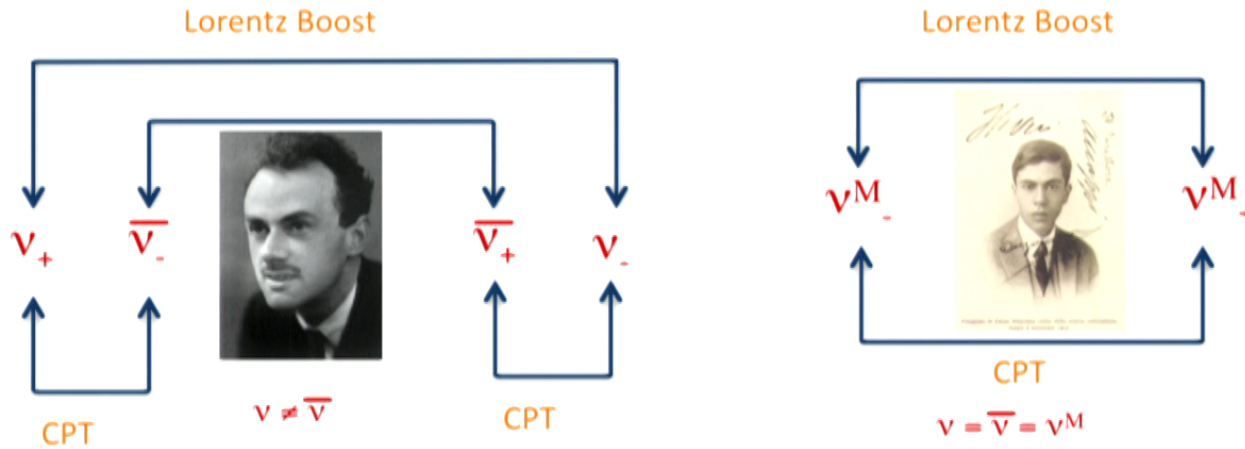 Lorentz Boost
ν₊ ν̅₋ ν̅₊ ν₋
CPT
ν ≠ ν̅
CPT
Lorentz Boost
νᴹ₋ νᴹ
CPT
ν = ν̅ = νᴹ